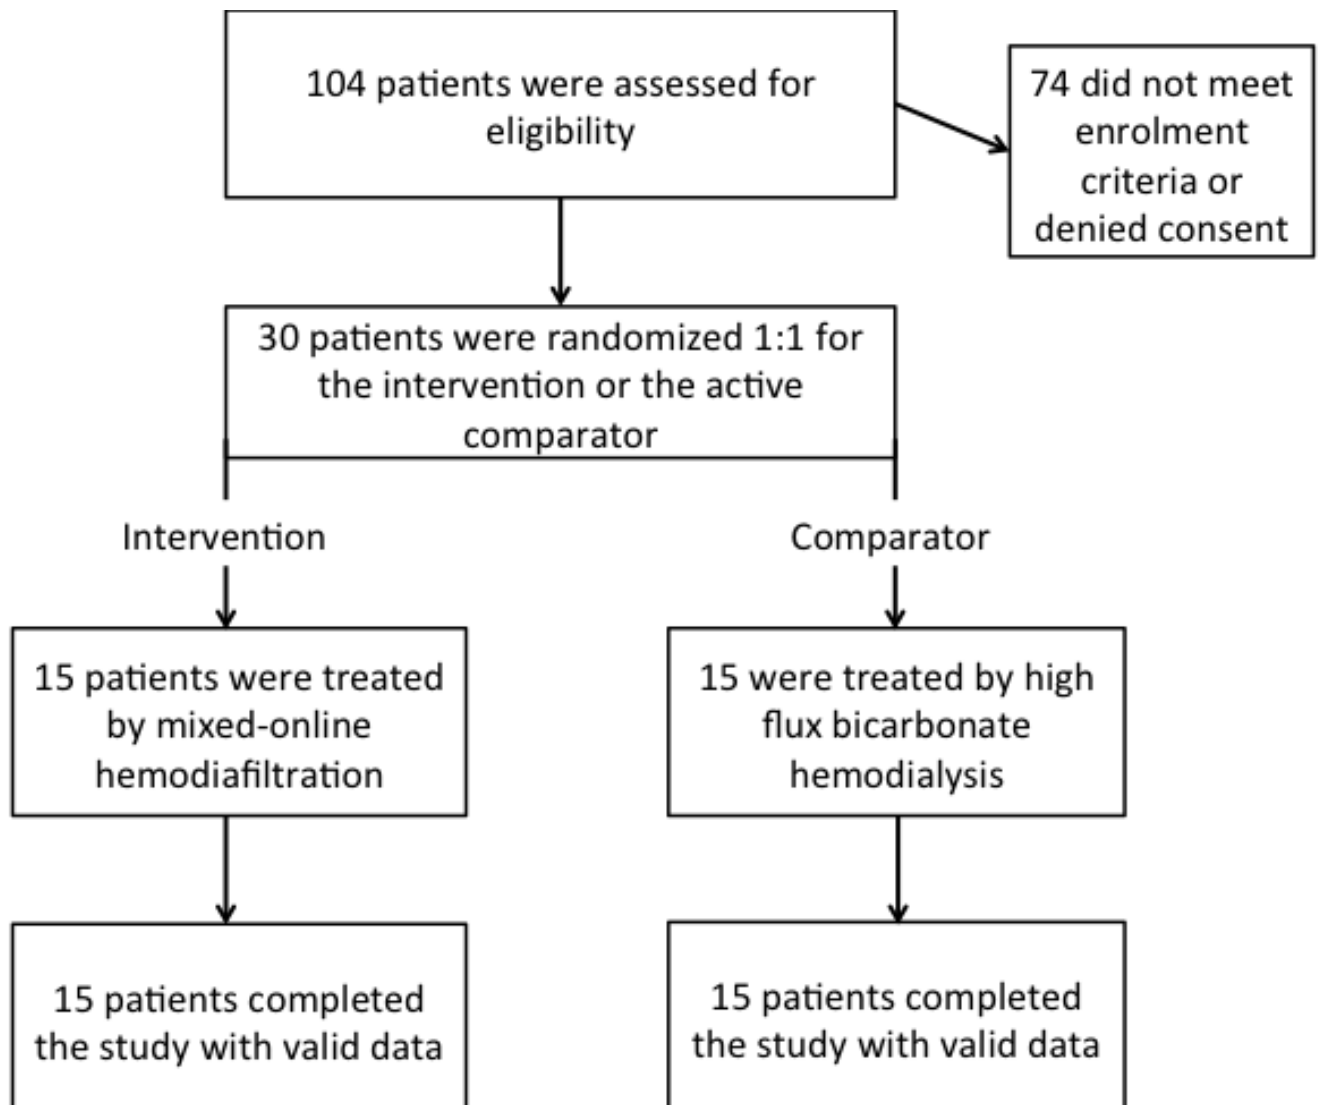 104 patients were assessed for
eligibility
74 did not meet
enrolment
criteria or
denied consent
30 patients were randomized 1:1 for
the intervention or the active
comparator
Intervention
Comparator
15 patients were treated
by mixed-online
hemodiafiltration
15 were treated by high
flux bicarbonate
hemodialysis
15 patients completed
the study with valid data
15 patients completed
the study with valid data